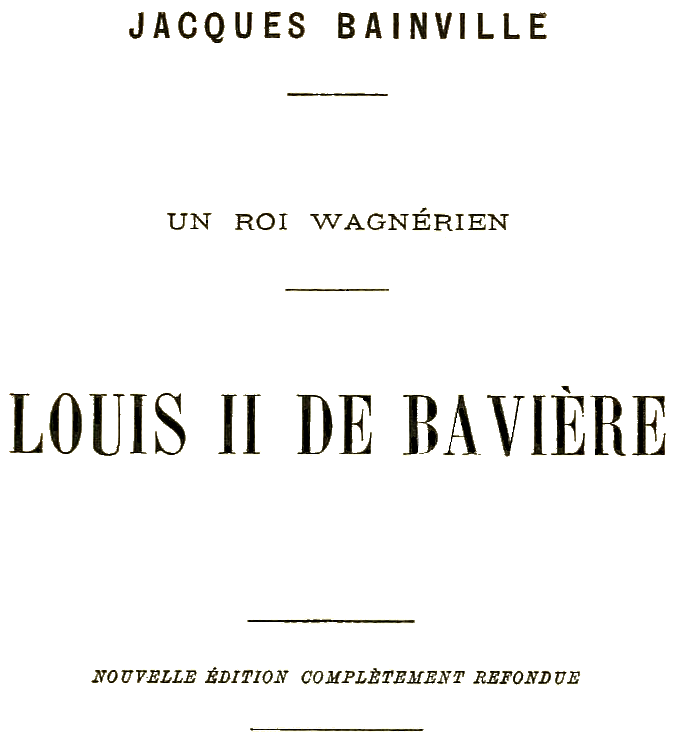 JACQUES BAINVILLE
UN ROI WAGNÉRIEN
LOUIS II DE BAVIÈRE
NOUVELLE ÉDITION COMPLÈTEMENT REFONDUE